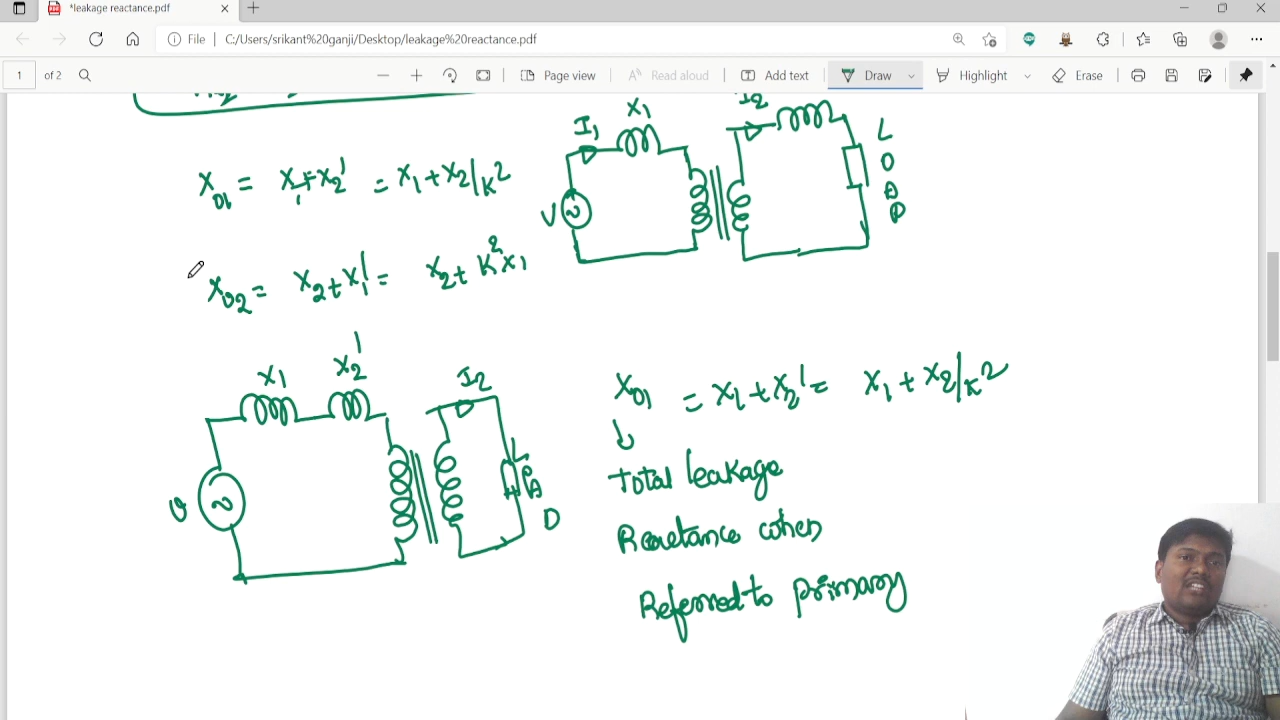 *leakage reactance.pdf
File C:/Users/srikant%20ganji/Desktop/leakage%20reactance.pdf
1 of 2 Page view Read aloud Add text Draw Highlight Erase
X1
I1
I2
V
LOAD
X01 = X1+X2' = X1+X2/K²
X02 = X2+X1' = X2+K²X1
X1
X2'
I2
V
LOAD
X01 = X1+X2' = X1+X2/K²
↓
Total leakage
Reactance when
Referred to primary